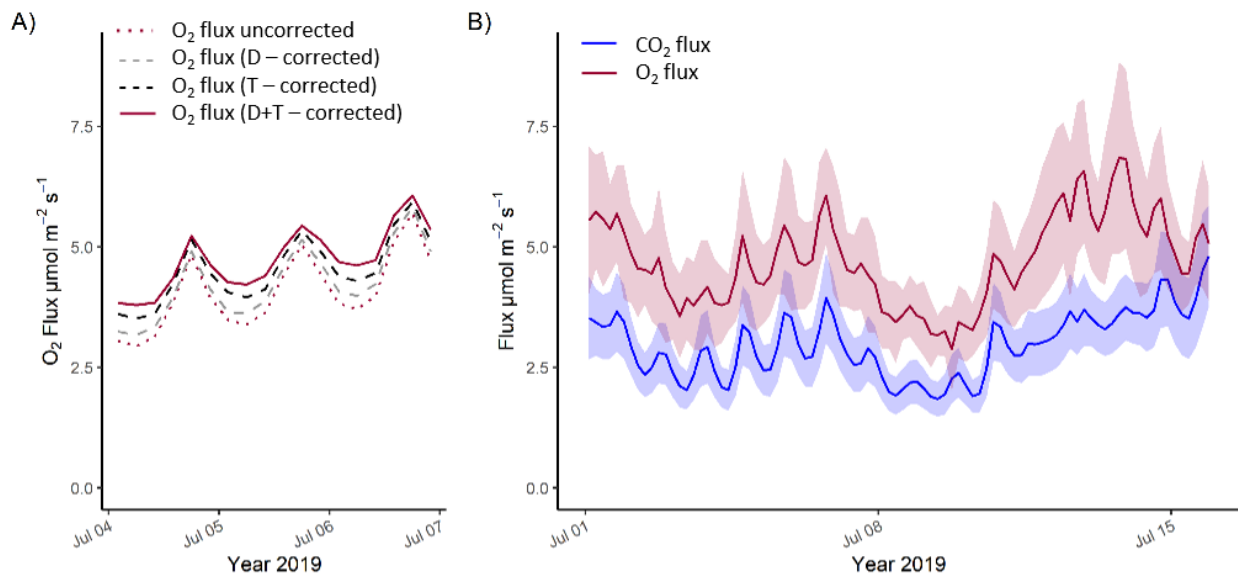 A)
O₂ flux uncorrected
O₂ flux (D – corrected)
O₂ flux (T – corrected)
O₂ flux (D+T – corrected)
7.5
5.0
2.5
0.0
O₂ Flux µmol m⁻² s⁻¹
Jul 04
Jul 05
Jul 06
Jul 07
Year 2019
B)
CO₂ flux
O₂ flux
7.5
5.0
2.5
0.0
Flux µmol m⁻² s⁻¹
Jul 01
Jul 08
Jul 15
Year 2019